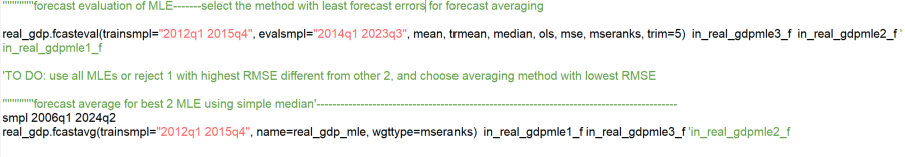 '"""""'forecast evaluation of MLE-------select the method with least forecast errors for forecast averaging
real_gdp.fcasteval(trainsmpl="2012q1 2015q4", evalsmpl="2014q1 2023q3", mean, trmean, median, ols, mse, mseranks, trim=5)  in_real_gdpmle3_f  in_real_gdpmle2_f '
in_real_gdpmle1_f
'TO DO: use all MLEs or reject 1 with highest RMSE different from other 2, and choose averaging method with lowest RMSE
'"""""'forecast average for best 2 MLE using simple median'--------------------------------------------------------------------------------------------
smpl 2006q1 2024q2
real_gdp.fcastavg(trainsmpl="2012q1 2015q4", name=real_gdp_mle, wgttype=mseranks)  in_real_gdpmle1_f in_real_gdpmle3_f 'in_real_gdpmle2_f